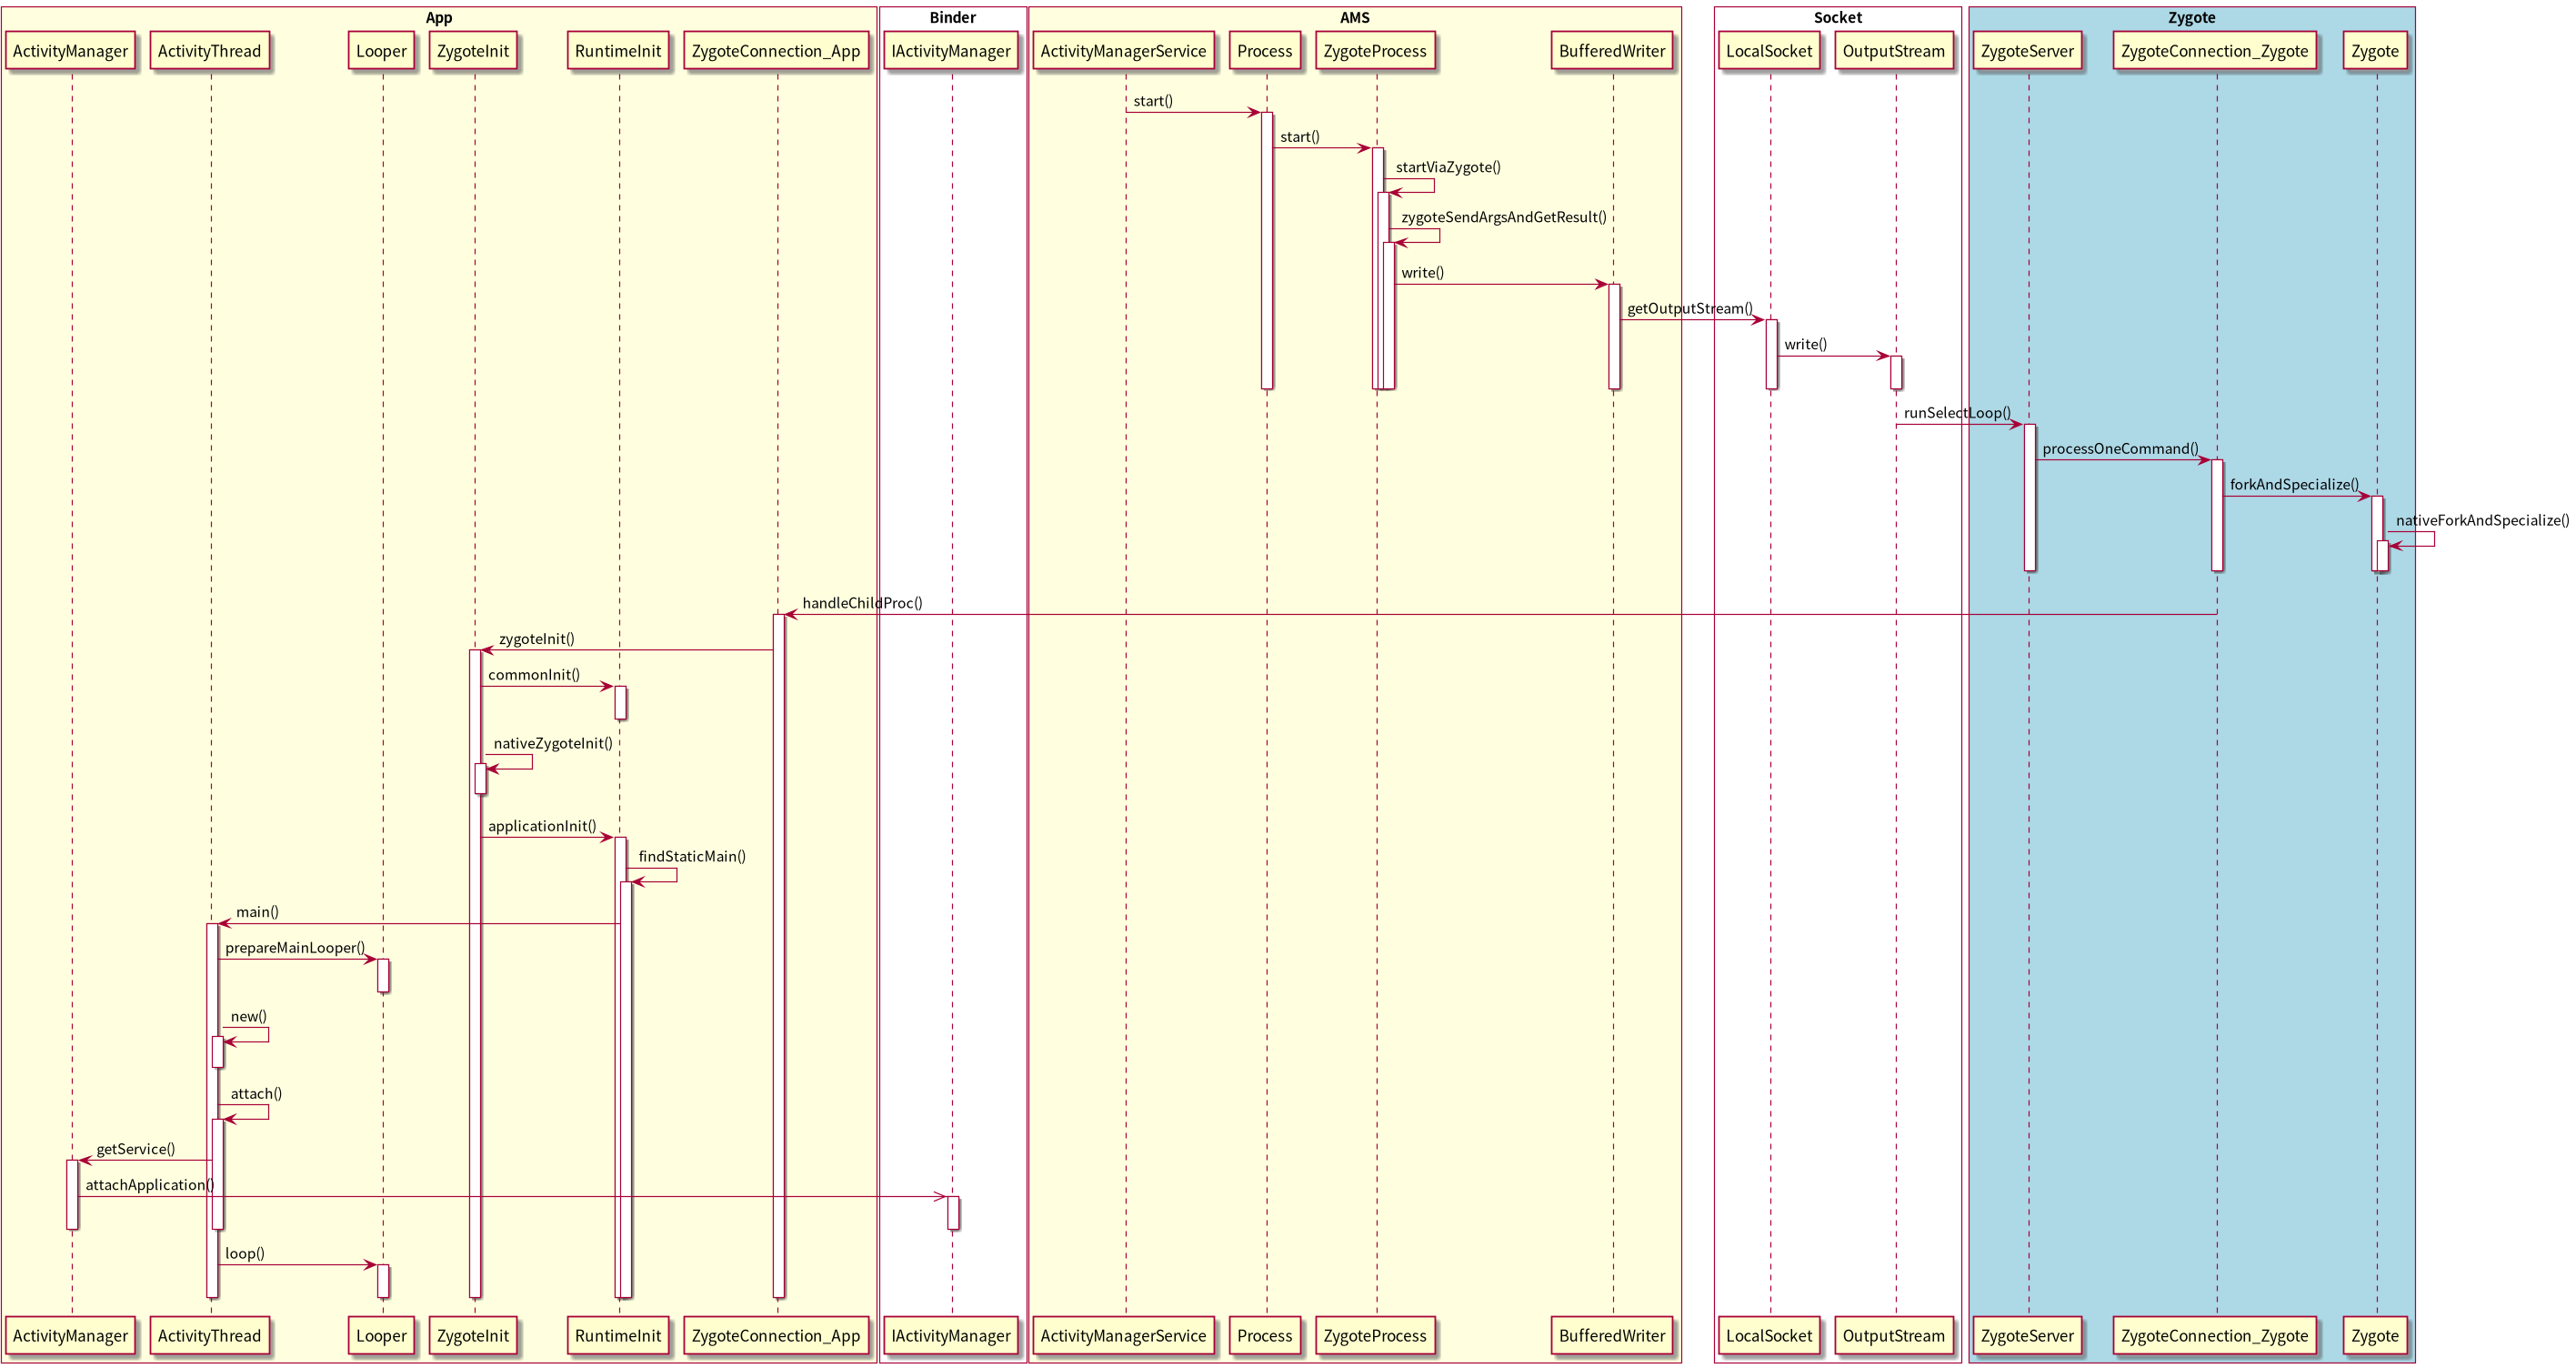 App
Binder
AMS
Socket
Zygote
ActivityManager
ActivityThread
Looper
ZygoteInit
RuntimeInit
ZygoteConnection_App
IActivityManager
ActivityManagerService
Process
ZygoteProcess
BufferedWriter
LocalSocket
OutputStream
ZygoteServer
ZygoteConnection_Zygote
Zygote
start()
start()
startViaZygote()
zygoteSendArgsAndGetResult()
write()
getOutputStream()
write()
runSelectLoop()
processOneCommand()
forkAndSpecialize()
nativeForkAndSpecialize()
handleChildProc()
zygoteInit()
commonInit()
nativeZygoteInit()
applicationInit()
findStaticMain()
main()
prepareMainLooper()
new()
attach()
getService()
attachApplication()
loop()
ActivityManager
ActivityThread
Looper
ZygoteInit
RuntimeInit
ZygoteConnection_App
IActivityManager
ActivityManagerService
Process
ZygoteProcess
BufferedWriter
LocalSocket
OutputStream
ZygoteServer
ZygoteConnection_Zygote
Zygote